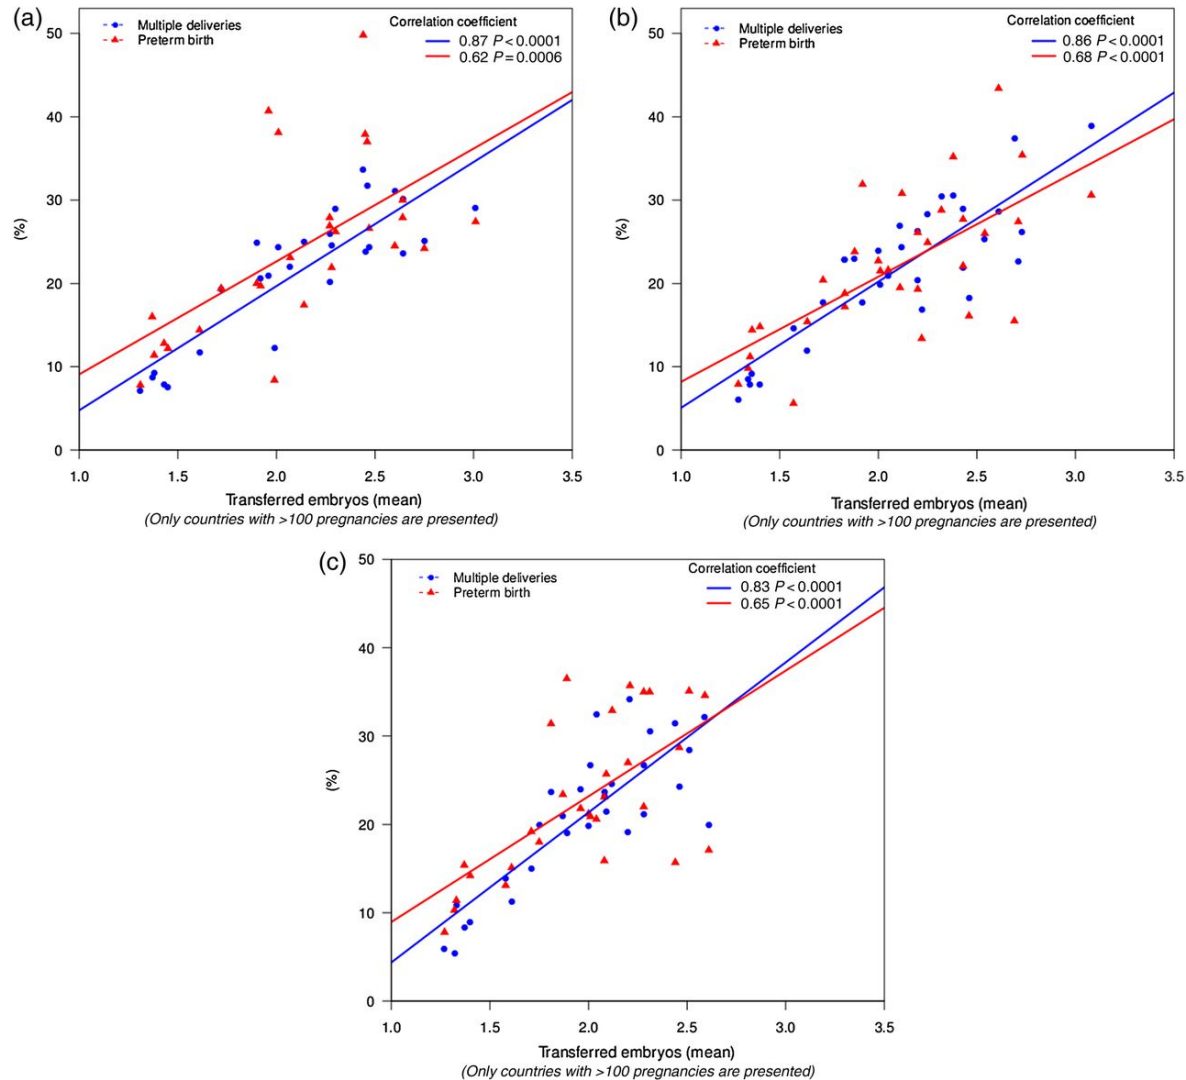 (a)
Multiple deliveries
Preterm birth
Correlation coefficient
0.87 P < 0.0001
0.62 P = 0.0006
50
40
30
20
10
0
(%)
1.0 1.5 2.0 2.5 3.0 3.5
Transferred embryos (mean)
(Only countries with >100 pregnancies are presented)
(b)
Multiple deliveries
Preterm birth
Correlation coefficient
0.86 P < 0.0001
0.68 P < 0.0001
50
40
30
20
10
0
(%)
1.0 1.5 2.0 2.5 3.0 3.5
Transferred embryos (mean)
(Only countries with >100 pregnancies are presented)
(c)
Multiple deliveries
Preterm birth
Correlation coefficient
0.83 P < 0.0001
0.65 P < 0.0001
50
40
30
20
10
0
(%)
1.0 1.5 2.0 2.5 3.0 3.5
Transferred embryos (mean)
(Only countries with >100 pregnancies are presented)